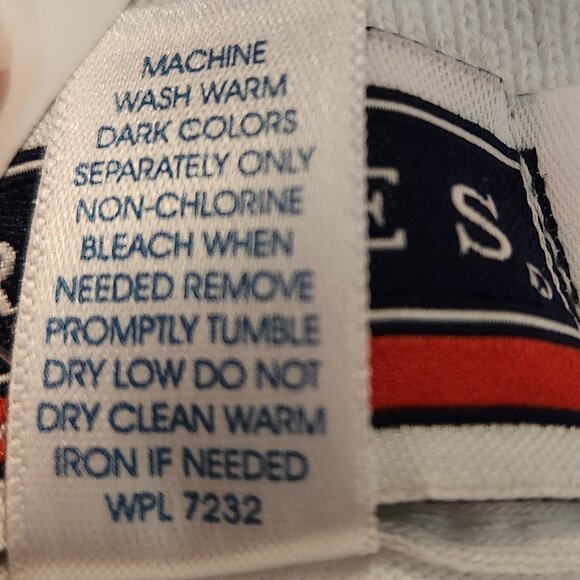 MACHINE
WASH WARM
DARK COLORS
SEPARATELY ONLY
NON-CHLORINE
BLEACH WHEN
NEEDED REMOVE
PROMPTLY TUMBLE
DRY LOW DO NOT
DRY CLEAN WARM
IRON IF NEEDED
WPL 7232
R E S